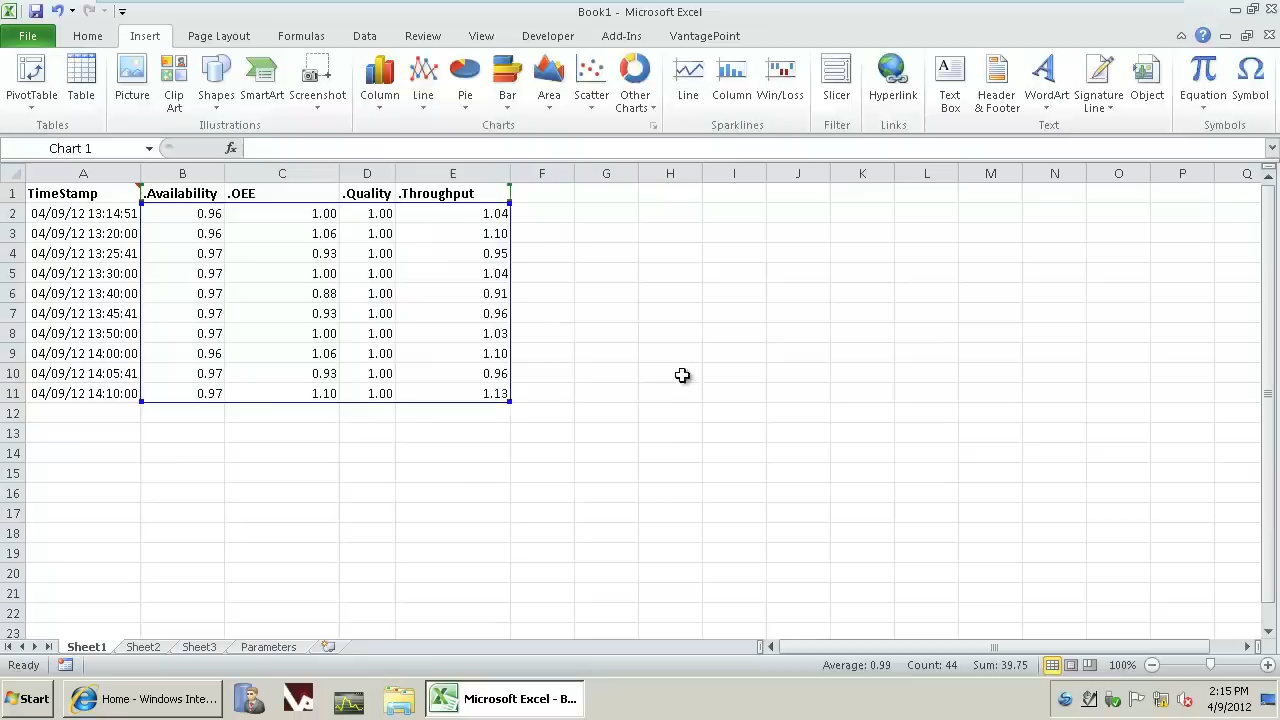 Book1 - Microsoft Excel
File Home Insert Page Layout Formulas Data Review View Developer Add-Ins VantagePoint
PivotTable Table Picture Clip Art Shapes SmartArt Screenshot Column Line Pie Bar Area Scatter Other Charts Line Column Win/Loss Slicer Hyperlink Text Box Header & Footer WordArt Signature Line Object Equation Symbol
Tables Illustrations Charts Sparklines Filter Links Text Symbols
Chart 1 fx
A B C D E F G H I J K L M N O P Q
1 TimeStamp .Availability .OEE .Quality .Throughput
2 04/09/12 13:14:51 0.96 1.00 1.00 1.04
3 04/09/12 13:20:00 0.96 1.06 1.00 1.10
4 04/09/12 13:25:41 0.97 0.93 1.00 0.95
5 04/09/12 13:30:00 0.97 1.00 1.00 1.04
6 04/09/12 13:40:00 0.97 0.88 1.00 0.91
7 04/09/12 13:45:41 0.97 0.93 1.00 0.96
8 04/09/12 13:50:00 0.97 1.00 1.00 1.03
9 04/09/12 14:00:00 0.96 1.06 1.00 1.10
10 04/09/12 14:05:41 0.97 0.93 1.00 0.96
11 04/09/12 14:10:00 0.97 1.10 1.00 1.13
12
13
14
15
16
17
18
19
20
21
22
23
Sheet1 Sheet2 Sheet3 Parameters
Ready Average: 0.99 Count: 44 Sum: 39.75 100%
Start Home - Windows Inte... Microsoft Excel - B... 2:15 PM
4/9/2012